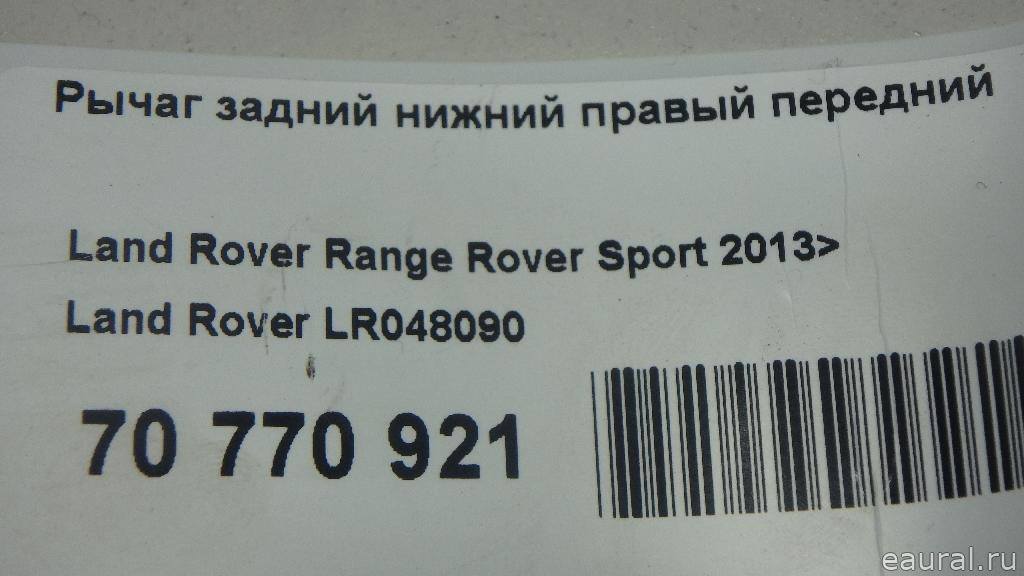 Рычаг задний нижний правый передний
Land Rover Range Rover Sport 2013>
Land Rover LR048090
70 770 921
eaural.ru